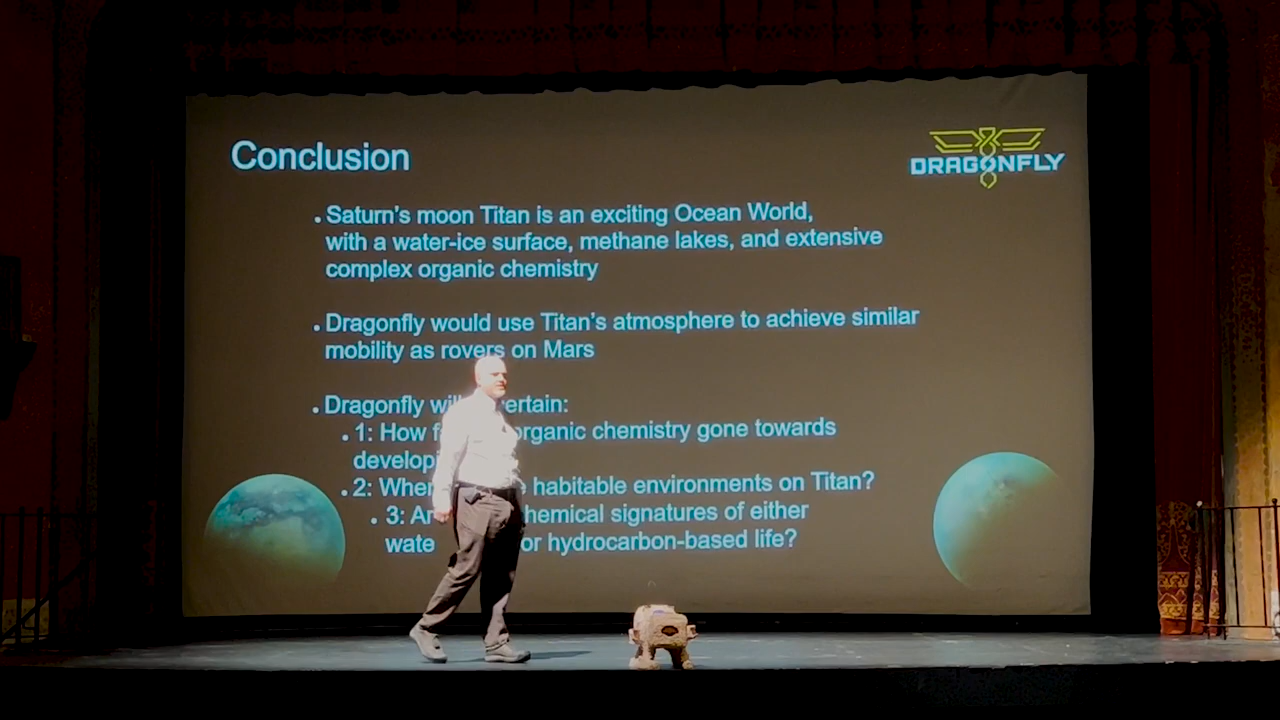 Conclusion
DRAGONFLY
• Saturn's moon Titan is an exciting Ocean World,
with a water-ice surface, methane lakes, and extensive
complex organic chemistry
• Dragonfly would use Titan's atmosphere to achieve similar
mobility as rovers on Mars
• Dragonfly ertain:
• 1: How organic chemistry gone towards
• 2: habitable environments on Titan?
• 3: hemical signatures of either
wate or hydrocarbon-based life?